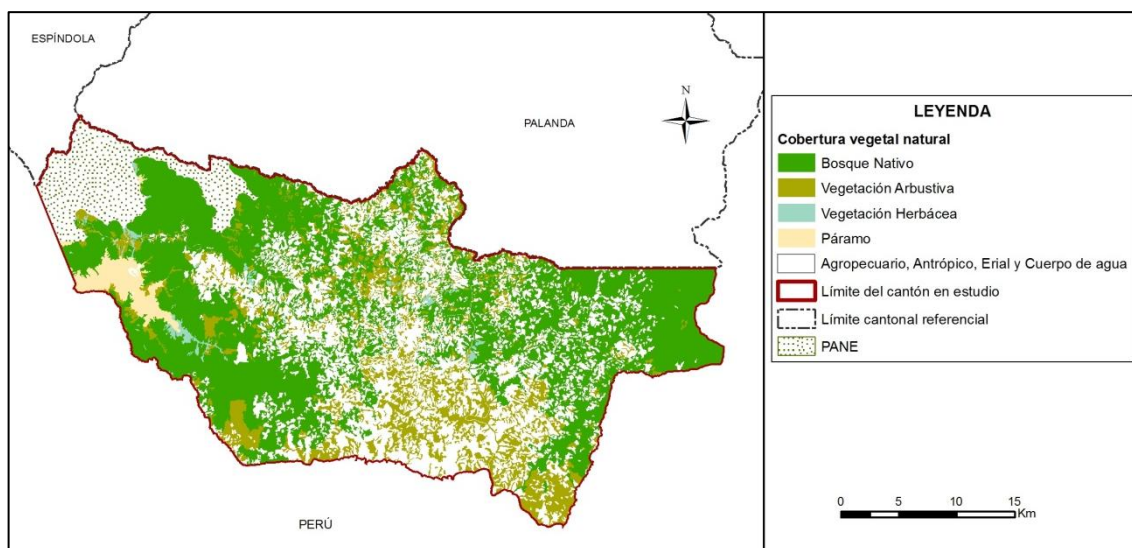 ESPÍNDOLA
PALANDA
N
PERÚ
LEYENDA
Cobertura vegetal natural
Bosque Nativo
Vegetación Arbustiva
Vegetación Herbácea
Páramo
Agropecuario, Antrópico, Erial y Cuerpo de agua
Límite del cantón en estudio
Límite cantonal referencial
PANE
0 5 10 15
Km